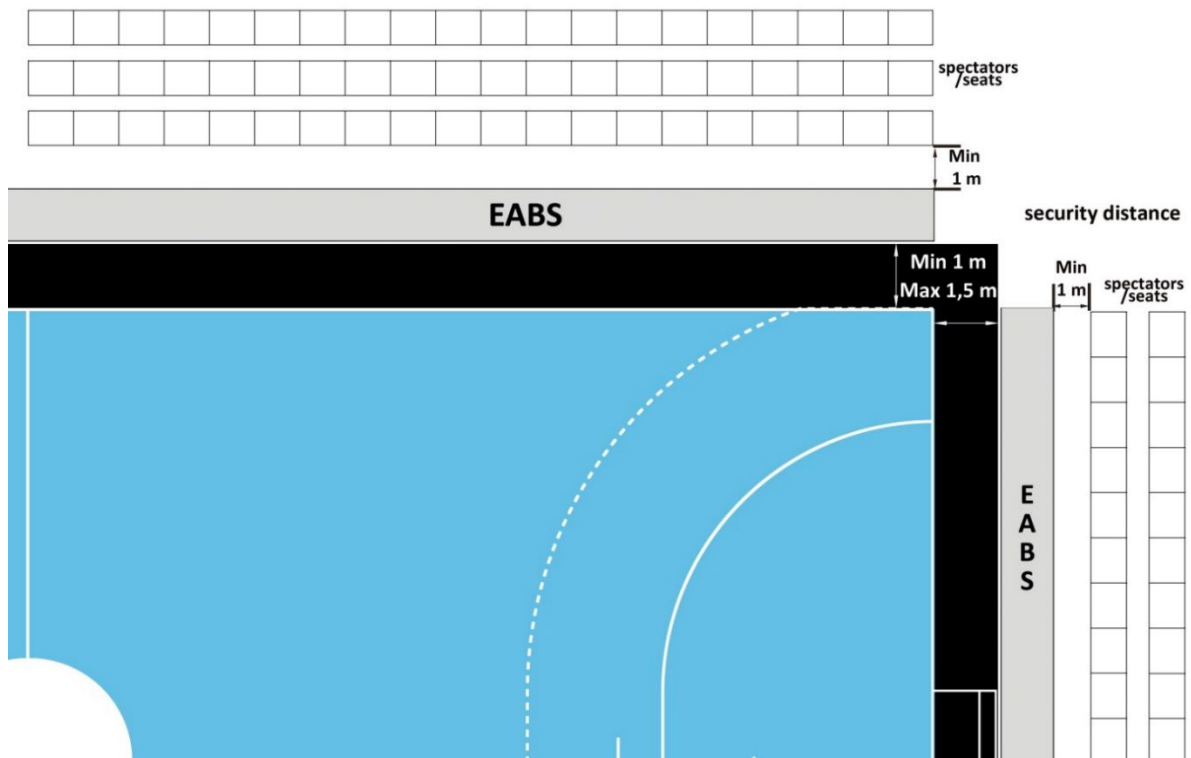 spectators
/seats
Min
1 m
EABS
security distance
Min 1 m
Max 1,5 m
Min
1 m
spectators
/seats
E
A
B
S